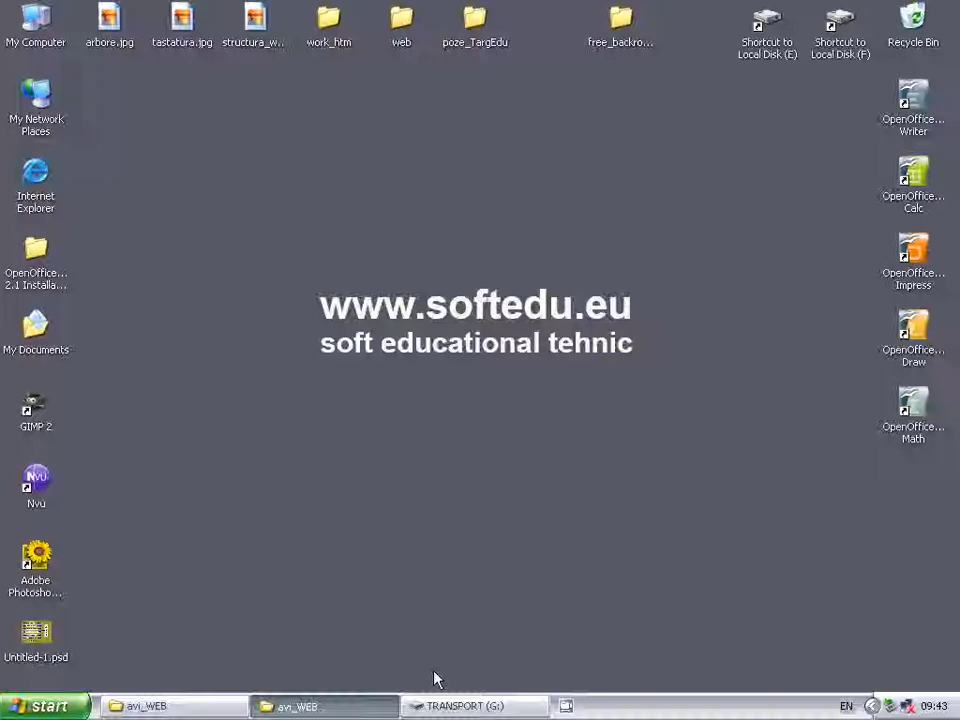 My Computer
arbore.jpg
tastatura.jpg
structura_w...
work_htm
web
poze_TargEdu
free_backro...
Shortcut to
Local Disk (E)
Shortcut to
Local Disk (F)
Recycle Bin
My Network
Places
OpenOffice...
Writer
Internet
Explorer
OpenOffice...
Calc
OpenOffice...
2.1 Installa...
OpenOffice...
Impress
www.softedu.eu
soft educational tehnic
My Documents
OpenOffice...
Draw
GIMP 2
OpenOffice...
Math
Nvu
Nvu
Adobe
Photosho...
Untitled-1.psd
start
avi_WEB
avi_WEB
TRANSPORT (G:)
EN
09:43